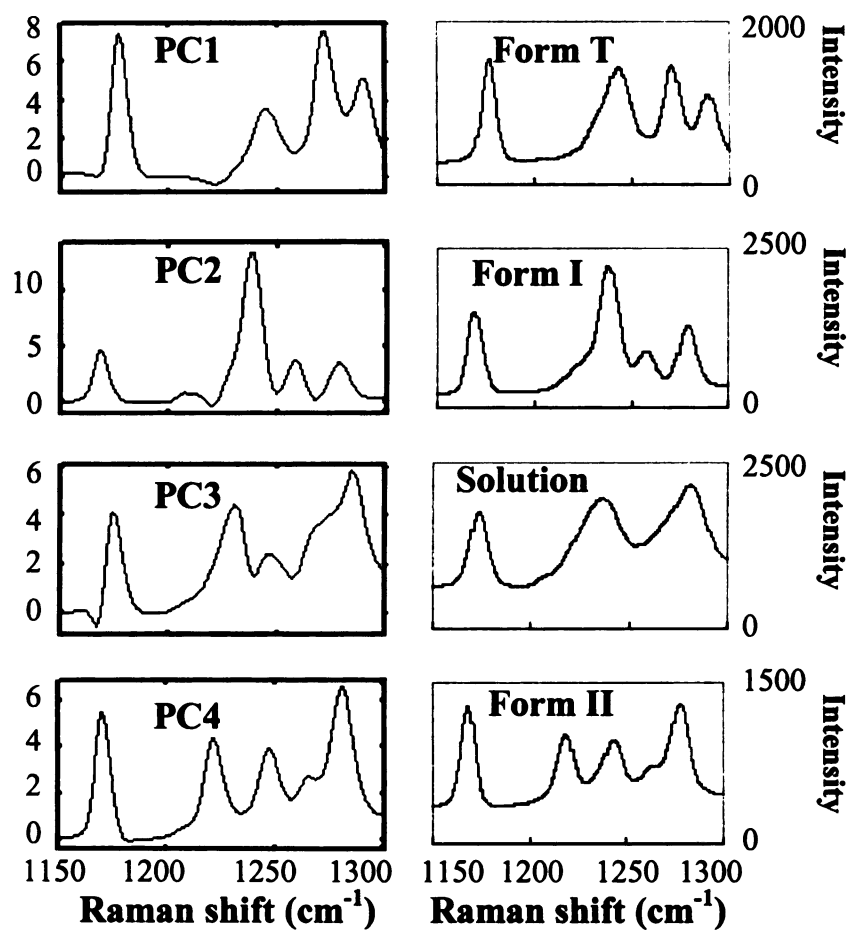 8
6
4
2
0
PC1
Form T
2000
0
Intensity
10
5
0
PC2
Form I
2500
0
Intensity
6
4
2
0
PC3
Solution
2500
0
Intensity
6
4
2
0
PC4
Form II
1500
0
Intensity
1150 1200 1250 1300
1150 1200 1250 1300
Raman shift (cm⁻¹)
Raman shift (cm⁻¹)